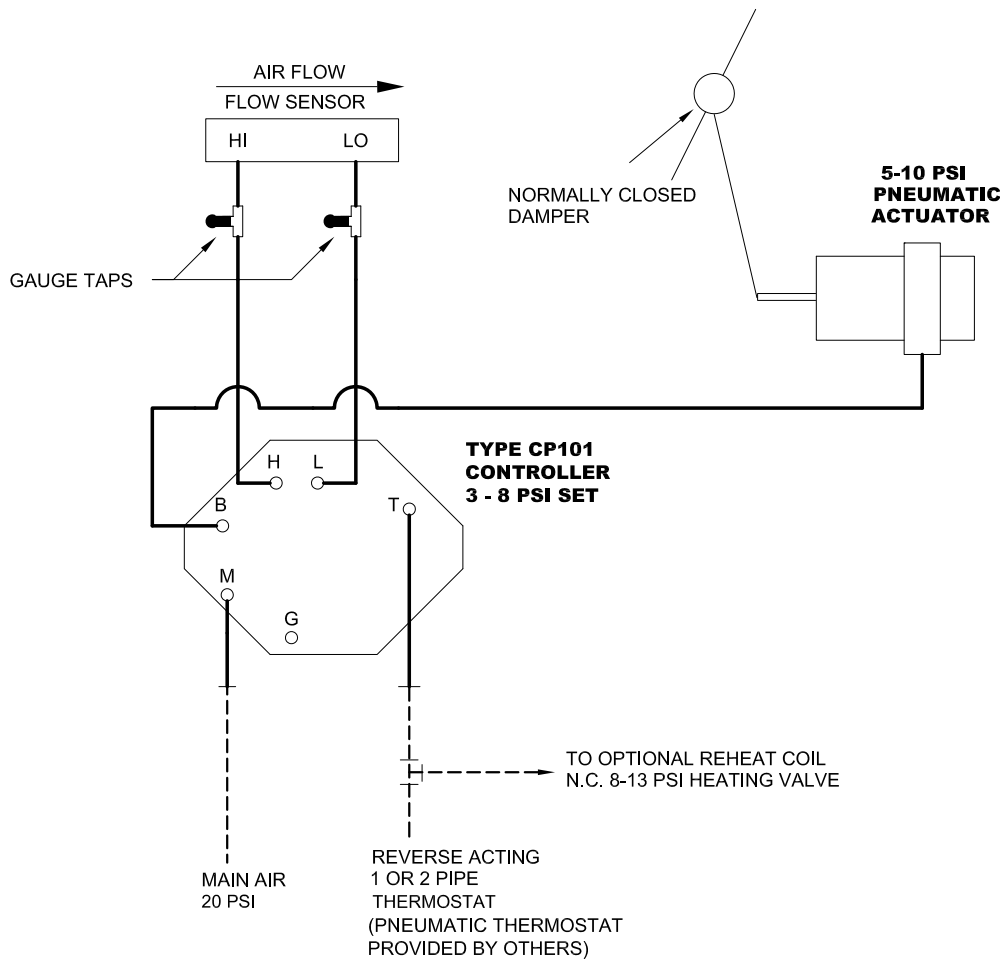 AIR FLOW
FLOW SENSOR
HI
LO
GAUGE TAPS
NORMALLY CLOSED
DAMPER
5-10 PSI
PNEUMATIC
ACTUATOR
TYPE CP101
CONTROLLER
3 - 8 PSI SET
H
L
B
T
M
G
TO OPTIONAL REHEAT COIL
N.C. 8-13 PSI HEATING VALVE
MAIN AIR
20 PSI
REVERSE ACTING
1 OR 2 PIPE
THERMOSTAT
(PNEUMATIC THERMOSTAT
PROVIDED BY OTHERS)